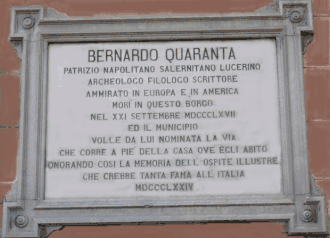 BERNARDO QUARANTA
PATRIZIO NAPOLITANO SALERNITANO LUCERINO
ARCHEOLOGO FILOLOGO SCRITTORE
AMMIRATO IN EUROPA E IN AMERICA
MORÌ IN QUESTO BORGO
NEL XXI SETTEMBRE MDCCCLXVII
ED IL MUNICIPIO
VOLLE DA LUI NOMINATA LA VIA
CHE CORRE A PIÈ DELLA CASA OVE EGLI ABITÒ
ONORANDO COSÌ LA MEMORIA DELL'OSPITE ILLUSTRE
CHE CREBBE TANTA FAMA ALL'ITALIA
MDCCCLXXIV